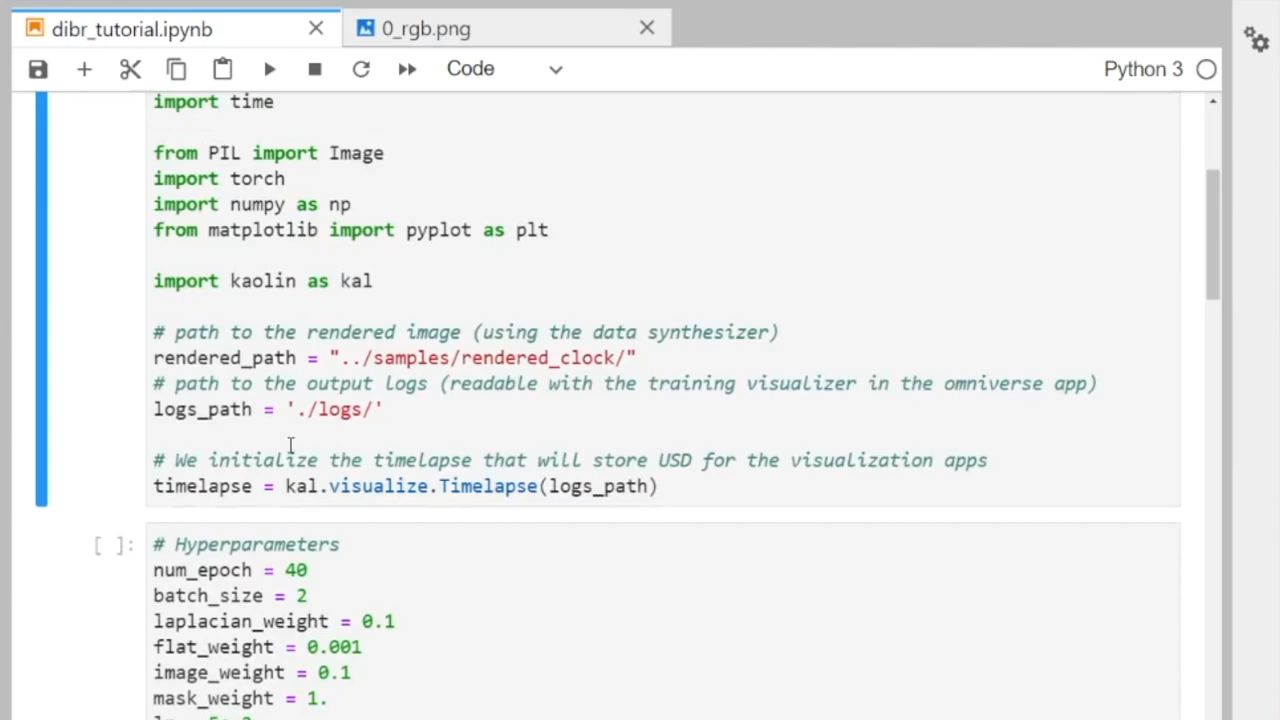 dibr_tutorial.ipynb
0_rgb.png
Code
Python 3
import time
from PIL import Image
import torch
import numpy as np
from matplotlib import pyplot as plt
import kaolin as kal
# path to the rendered image (using the data synthesizer)
rendered_path = "../samples/rendered_clock/"
# path to the output logs (readable with the training visualizer in the omniverse app)
logs_path = './logs/'
# We initialize the timelapse that will store USD for the visualization apps
timelapse = kal.visualize.Timelapse(logs_path)
[ ]:
# Hyperparameters
num_epoch = 40
batch_size = 2
laplacian_weight = 0.1
flat_weight = 0.001
image_weight = 0.1
mask_weight = 1.